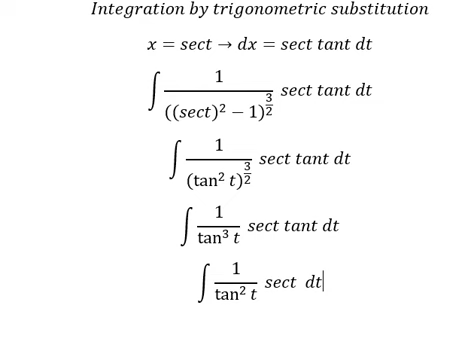 Integration by trigonometric substitution
x = sect → dx = sect tant dt
∫ 1/((sect)² − 1)^(3/2) sect tant dt
∫ 1/(tan² t)^(3/2) sect tant dt
∫ 1/tan³ t sect tant dt
∫ 1/tan² t sect dt